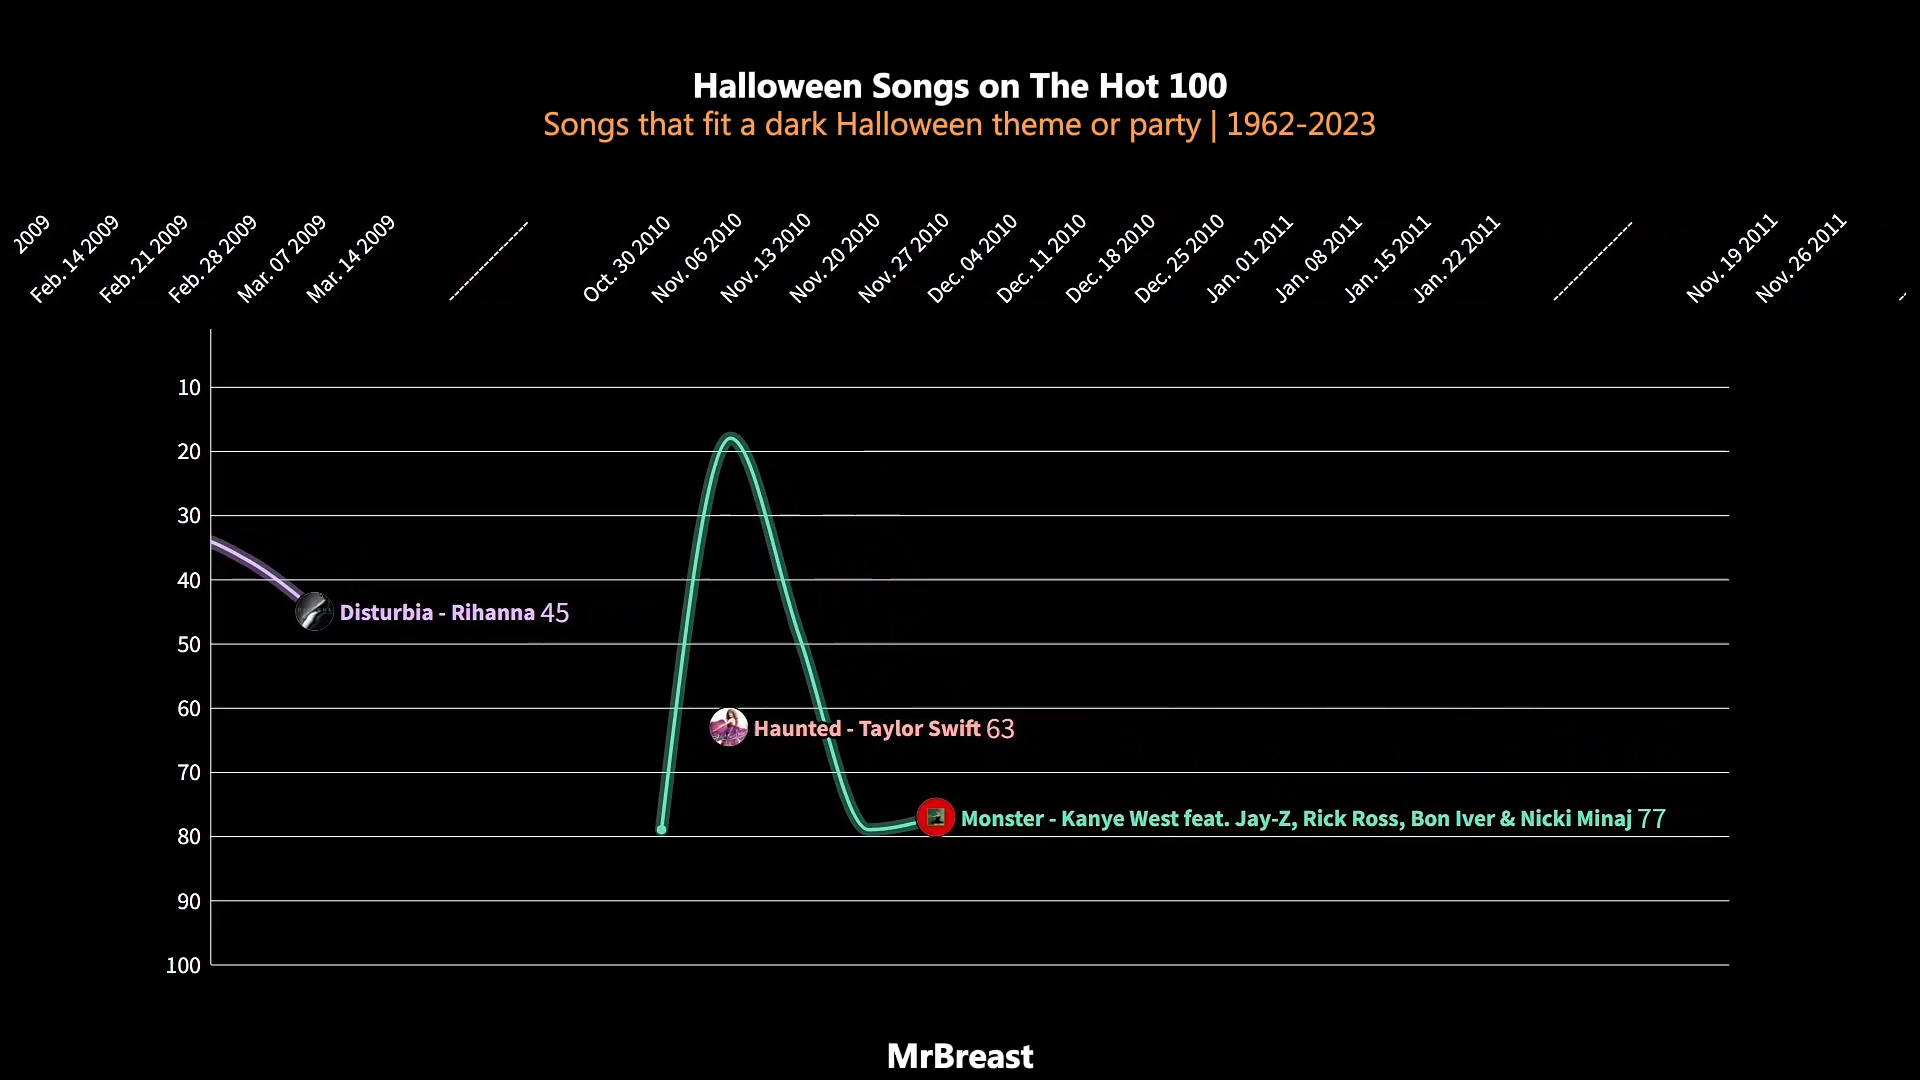 Halloween Songs on The Hot 100
Songs that fit a dark Halloween theme or party | 1962-2023
2009
Feb. 14 2009
Feb. 21 2009
Feb. 28 2009
Mar. 07 2009
Mar. 14 2009
Oct. 30 2010
Nov. 06 2010
Nov. 13 2010
Nov. 20 2010
Nov. 27 2010
Dec. 04 2010
Dec. 11 2010
Dec. 18 2010
Dec. 25 2010
Jan. 01 2011
Jan. 08 2011
Jan. 15 2011
Jan. 22 2011
Nov. 19 2011
Nov. 26 2011
10
20
30
40
Disturbia - Rihanna 45
50
60
Haunted - Taylor Swift 63
70
Monster - Kanye West feat. Jay-Z, Rick Ross, Bon Iver & Nicki Minaj 77
80
90
100
MrBreast